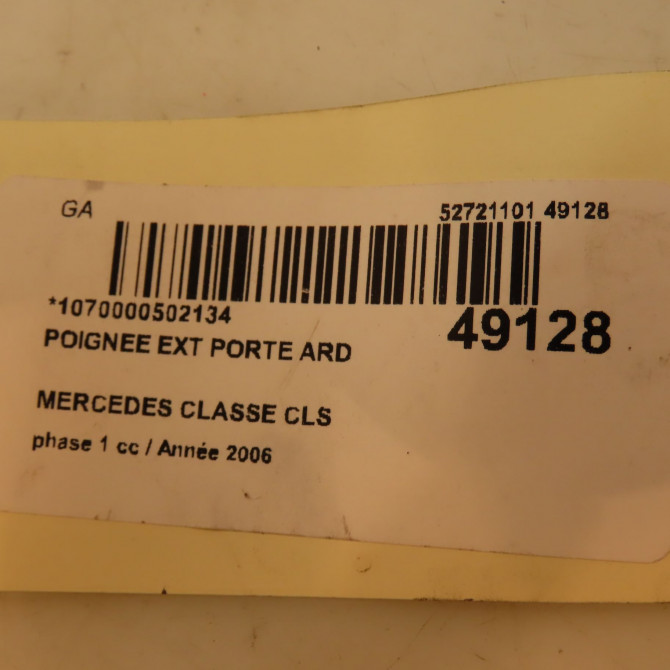 GA
52721101 49128
*1070000502134
49128
POIGNEE EXT PORTE ARD
MERCEDES CLASSE CLS
phase 1 cc / Année 2006